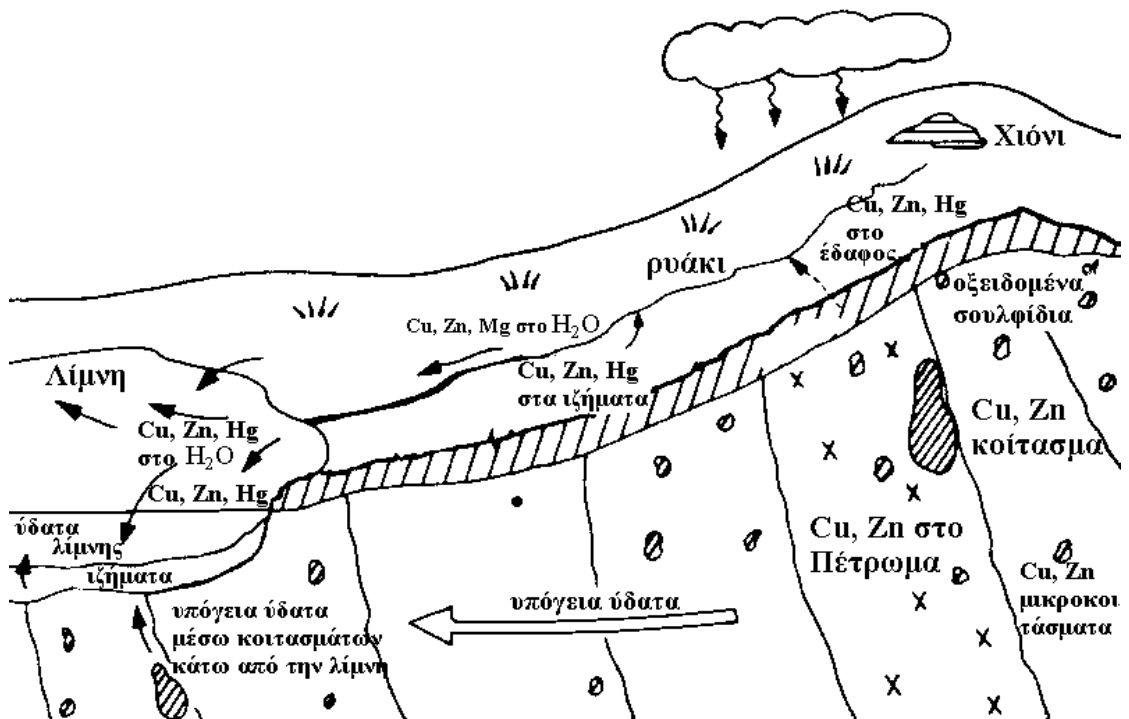 Χιόνι
Cu, Zn, Hg
στο
έδαφος
ρυάκι
οξειδομένα
σουλφίδια
Cu, Zn, Mg στο H₂O
Λίμνη
Cu, Zn, Hg
στα ιζήματα
Cu, Zn
κοίτασμα
Cu, Zn, Hg
στο H₂O
Cu, Zn, Hg
ύδατα
λίμνης
ιζήματα
Cu, Zn στο
Πέτρωμα
Cu, Zn
μικροκοι
τάσματα
υπόγεια ύδατα
υπόγεια ύδατα
μέσω κοιτασμάτων
κάτω από την λίμνη